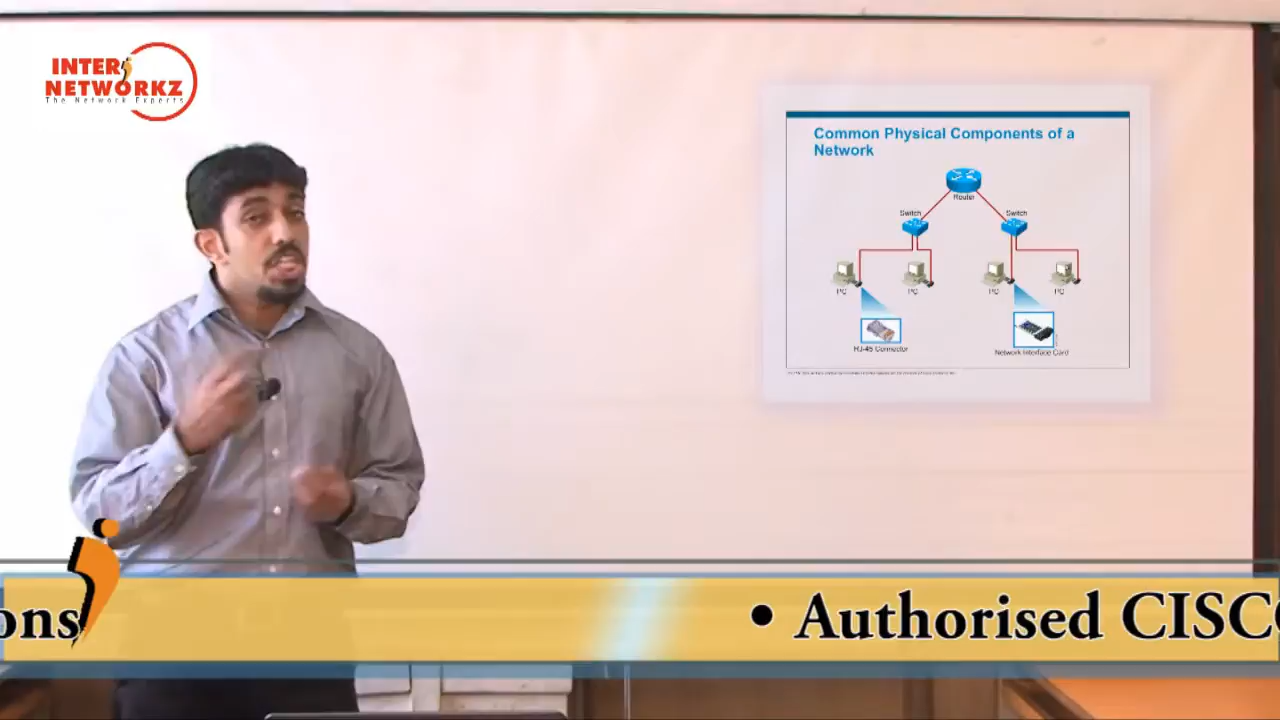 INTER
NETWORKZ
The Network Experts
Common Physical Components of a
Network
Router
Switch
Switch
PC
PC
PC
PC
RJ-45 Connector
Network Interface Card
ons
• Authorised CISC